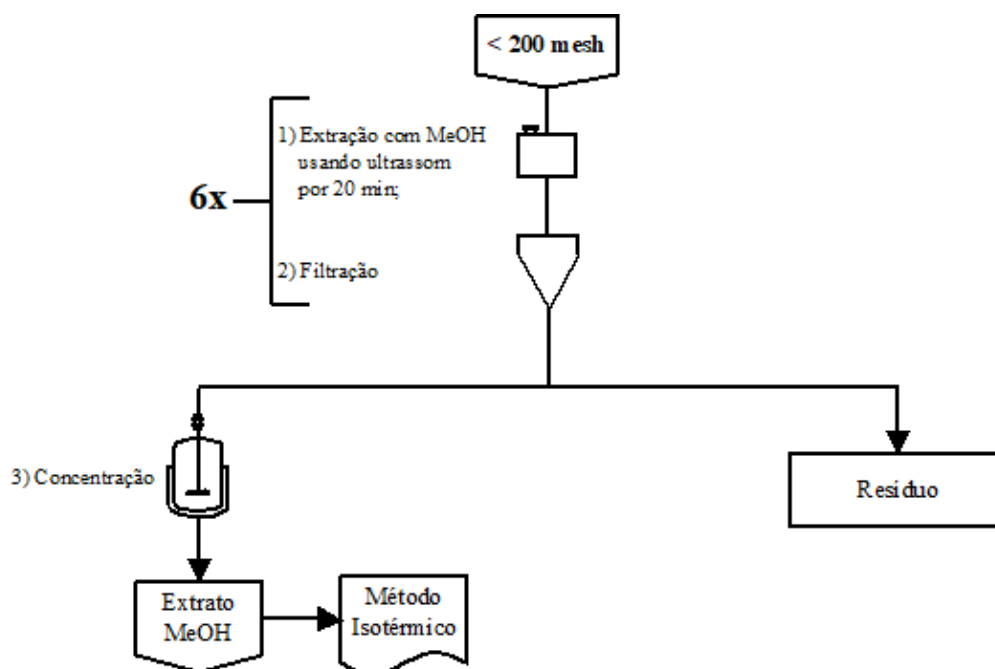 < 200 mesh
1) Extração com MeOH
usando ultrassom
por 20 min;
6x
2) Filtração
3) Concentração
Resíduo
Extrato
MeOH
Método
Isotérmico